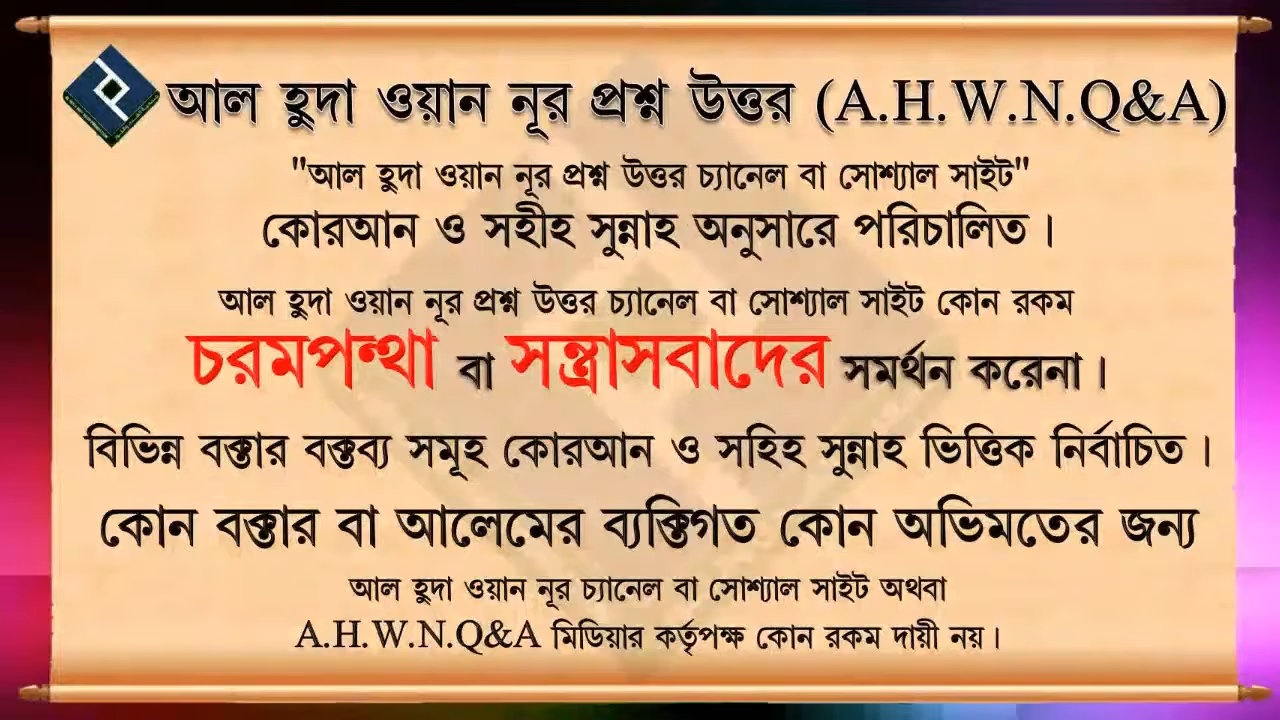 আল হুদা ওয়ান নূর প্রশ্ন উত্তর (A.H.W.N.Q&A)
"আল হুদা ওয়ান নূর প্রশ্ন উত্তর চ্যানেল বা সোশ্যাল সাইট"
কোরআন ও সহীহ সুন্নাহ অনুসারে পরিচালিত।
আল হুদা ওয়ান নূর প্রশ্ন উত্তর চ্যানেল বা সোশ্যাল সাইট কোন রকম
চরমপন্থা বা সন্ত্রাসবাদের সমর্থন করেনা।
বিভিন্ন বক্তার বক্তব্য সমূহ কোরআন ও সহিহ সুন্নাহ ভিত্তিক নির্বাচিত।
কোন বক্তার বা আলেমের ব্যক্তিগত কোন অভিমতের জন্য
আল হুদা ওয়ান নূর চ্যানেল বা সোশ্যাল সাইট অথবা
A.H.W.N.Q&A মিডিয়ার কর্তৃপক্ষ কোন রকম দায়ী নয়।